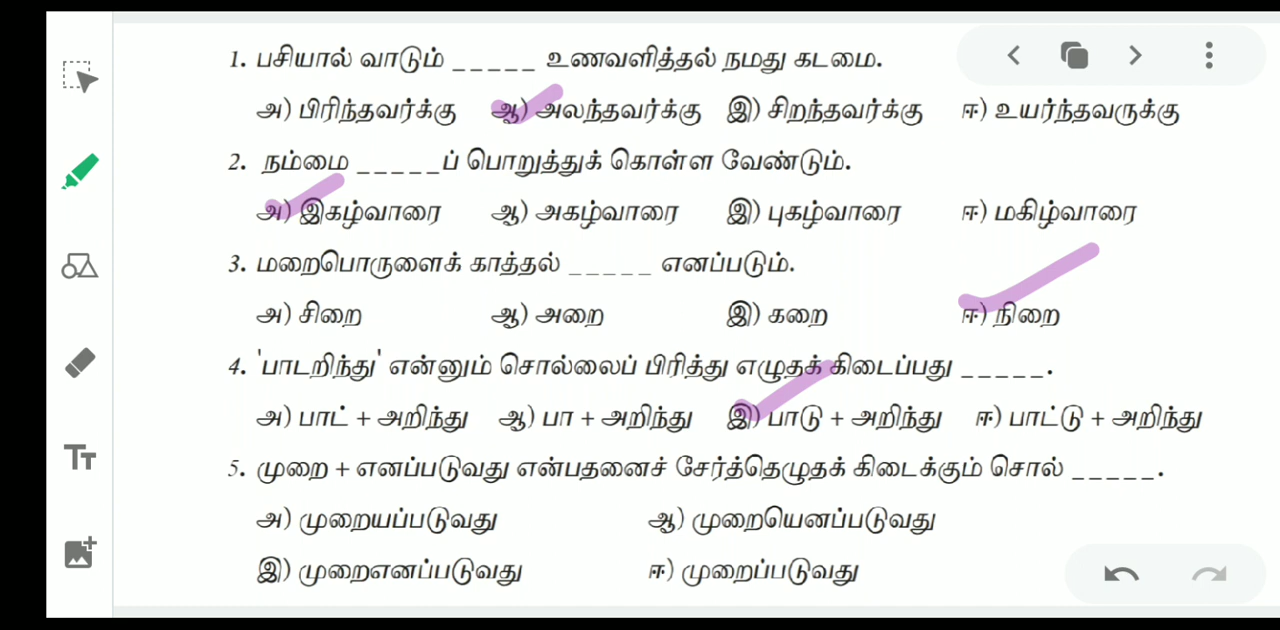 1. பசியால் வாடும் _____ உணவளித்தல் நமது கடமை.
அ) பிரிந்தவர்க்கு ஆ) அலந்தவர்க்கு இ) சிறந்தவர்க்கு ஈ) உயர்ந்தவருக்கு
2. நம்மை _____ப் பொறுத்துக் கொள்ள வேண்டும்.
அ) இகழ்வாரை ஆ) அகழ்வாரை இ) புகழ்வாரை ஈ) மகிழ்வாரை
3. மறைபொருளைக் காத்தல் _____ எனப்படும்.
அ) சிறை ஆ) அறை இ) கறை ஈ) நிறை
4. 'பாடறிந்து' என்னும் சொல்லைப் பிரித்து எழுதக் கிடைப்பது _____.
அ) பாட் + அறிந்து ஆ) பா + அறிந்து இ) பாடு + அறிந்து ஈ) பாட்டு + அறிந்து
5. முறை + எனப்படுவது என்பதனைச் சேர்த்தெழுதக் கிடைக்கும் சொல் _____.
அ) முறையப்படுவது ஆ) முறையெனப்படுவது
இ) முறைஎனப்படுவது ஈ) முறைப்படுவது
TT